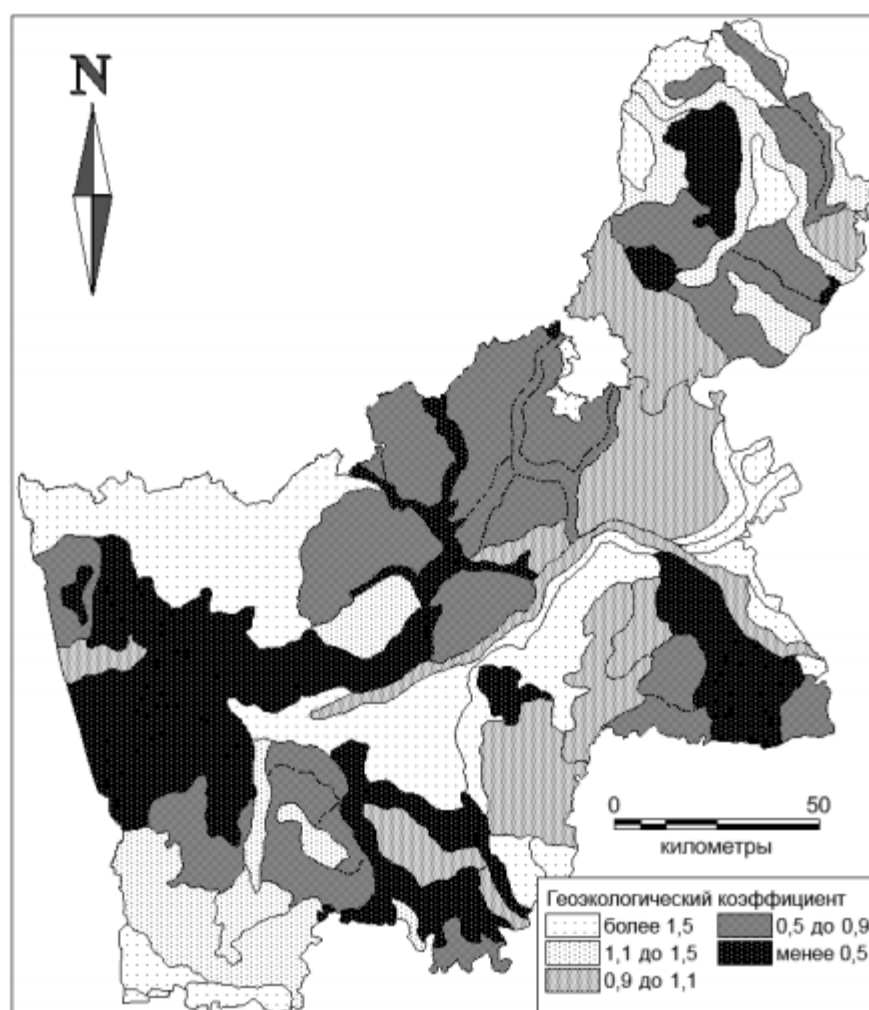 N
0 50
километры
Геоэкологический коэффициент
более 1,5
1,1 до 1,5
0,9 до 1,1
0,5 до 0,9
менее 0,5